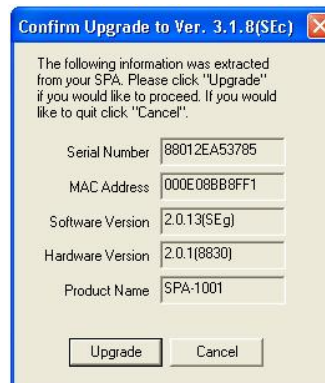 Confirm Upgrade to Ver. 3.1.8(SEc)
The following information was extracted
from your SPA. Please click "Upgrade"
if you would like to proceed. If you would
like to quit click "Cancel".
Serial Number 88012EA53785
MAC Address 000E08BB8FF1
Software Version 2.0.13(SEg)
Hardware Version 2.0.1(8830)
Product Name SPA-1001
Upgrade Cancel